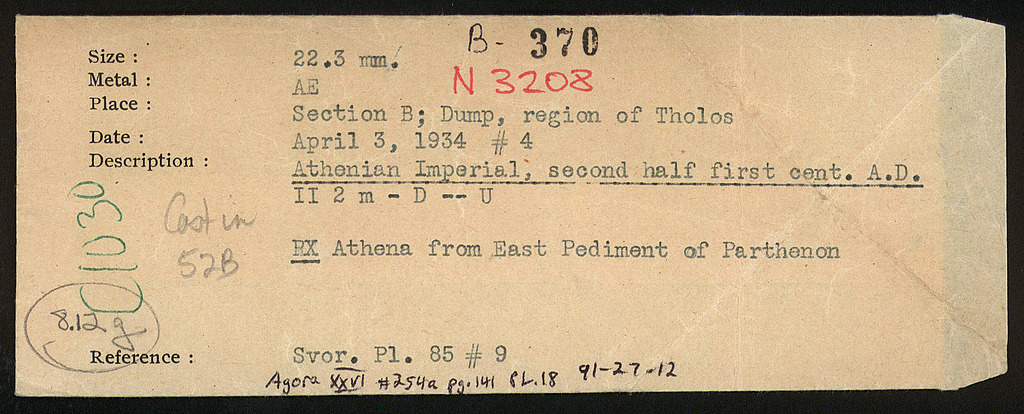 B- 370
Size : 22.3 mm.
N 3208
Metal : AE
Place : Section B; Dump, region of Tholos
Date : April 3, 1934 # 4
Description : Athenian Imperial, second half first cent. A.D.
II 2 m - D -- U
C1030
Cast in
52B
RX Athena from East Pediment of Parthenon
8.12 g
Reference : Svor. Pl. 85 # 9
Agora XXVI #254a pg.141 PL.18 91-27-12